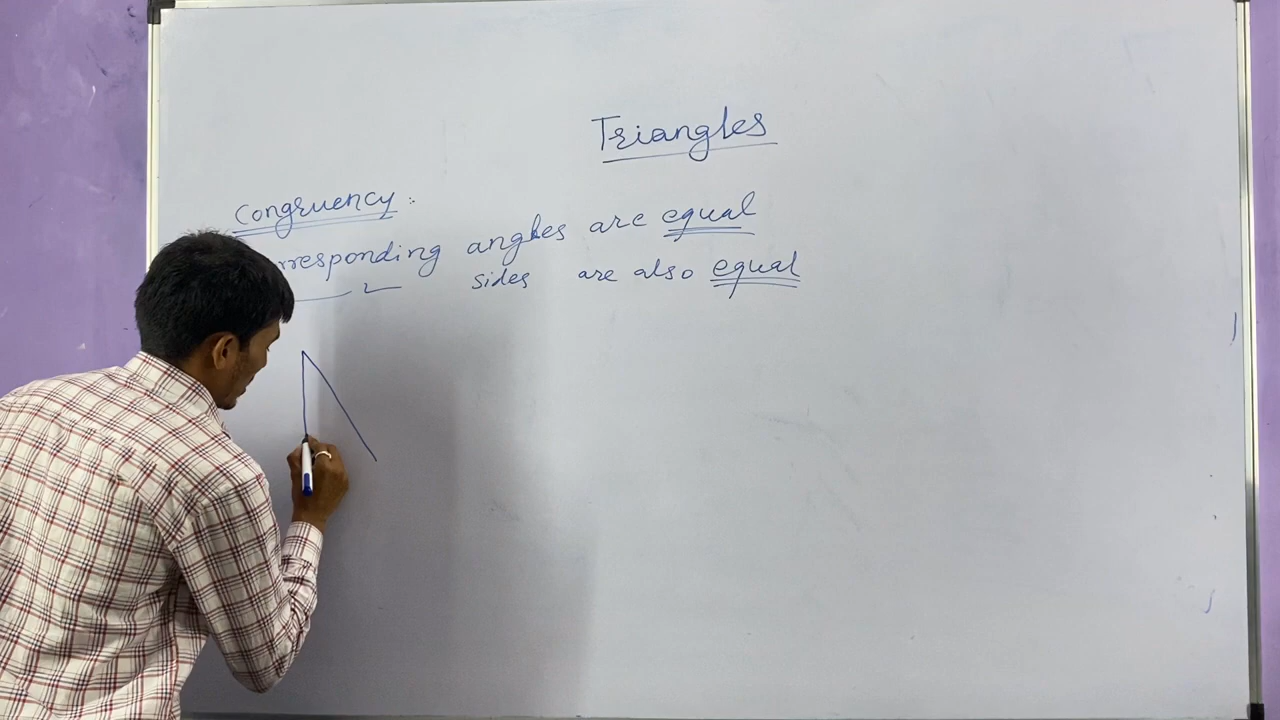 Triangles
Congruency :
rresponding angles are equal
sides are also equal